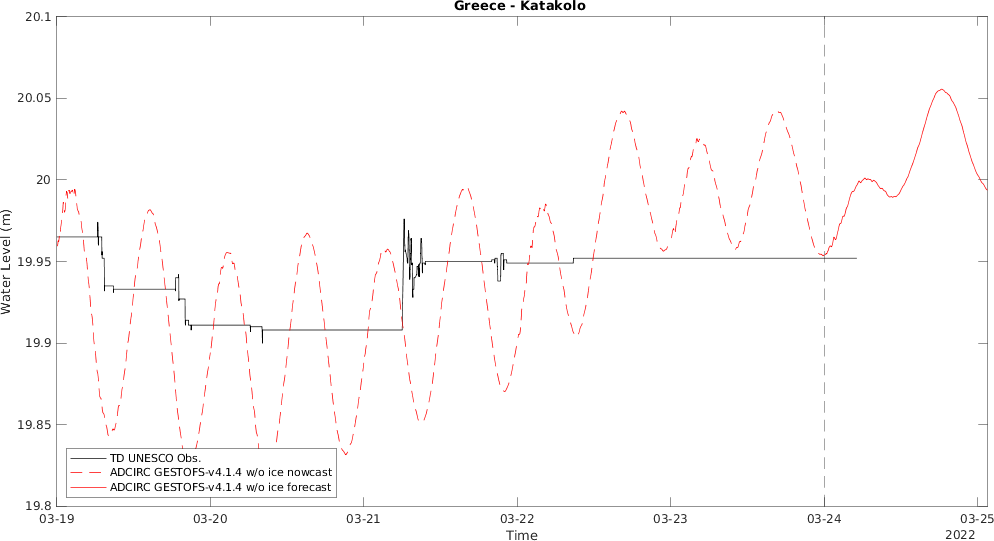 Greece - Katakolo
20.1
20.05
20
19.95
19.9
19.85
19.8
Water Level (m)
TD UNESCO Obs.
ADCIRC GESTOFS-v4.1.4 w/o ice nowcast
ADCIRC GESTOFS-v4.1.4 w/o ice forecast
03-19 03-20 03-21 03-22 03-23 03-24 03-25
Time
2022